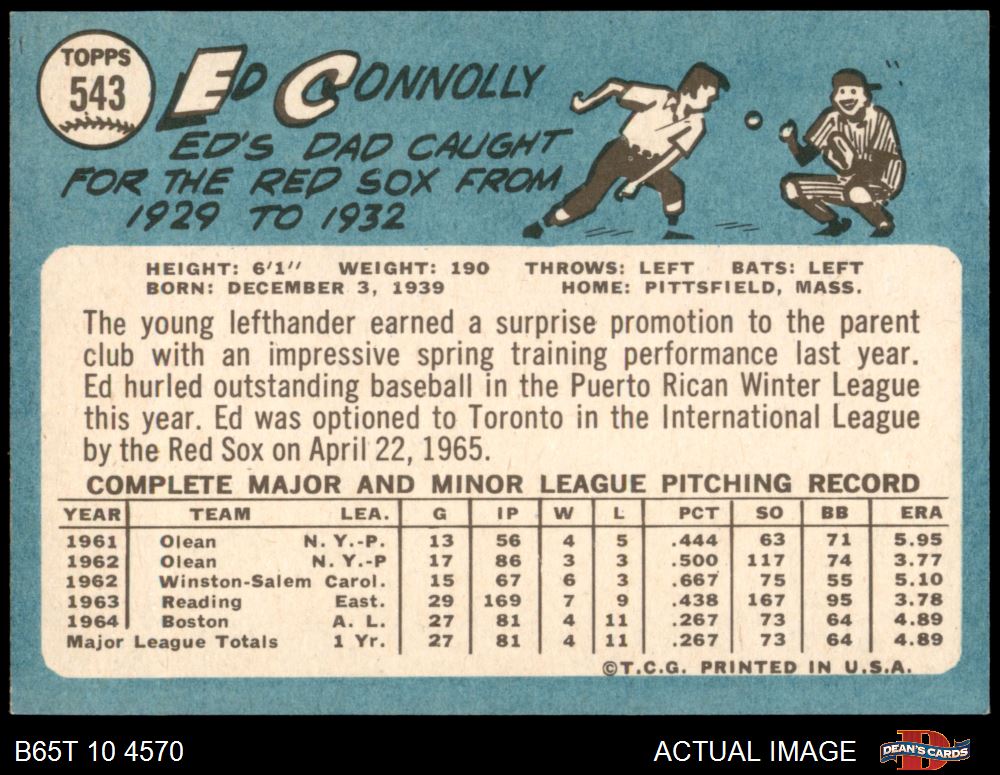 TOPPS
543
ED CONNOLLY
ED'S DAD CAUGHT
FOR THE RED SOX FROM
1929 TO 1932
HEIGHT: 6'1" WEIGHT: 190 THROWS: LEFT BATS: LEFT
BORN: DECEMBER 3, 1939 HOME: PITTSFIELD, MASS.
The young lefthander earned a surprise promotion to the parent
club with an impressive spring training performance last year.
Ed hurled outstanding baseball in the Puerto Rican Winter League
this year. Ed was optioned to Toronto in the International League
by the Red Sox on April 22, 1965.
COMPLETE MAJOR AND MINOR LEAGUE PITCHING RECORD
YEAR TEAM LEA. G IP W L PCT SO BB ERA
1961 Olean N. Y.-P. 13 56 4 5 .444 63 71 5.95
1962 Olean N. Y.-P 17 86 3 3 .500 117 74 3.77
1962 Winston-Salem Carol. 15 67 6 3 .667 75 55 5.10
1963 Reading East. 29 169 7 9 .438 167 95 3.78
1964 Boston A. L. 27 81 4 11 .267 73 64 4.89
Major League Totals 1 Yr. 27 81 4 11 .267 73 64 4.89
©T.C.G. PRINTED IN U.S.A.
B65T 10 4570 ACTUAL IMAGE DEAN'S CARDS